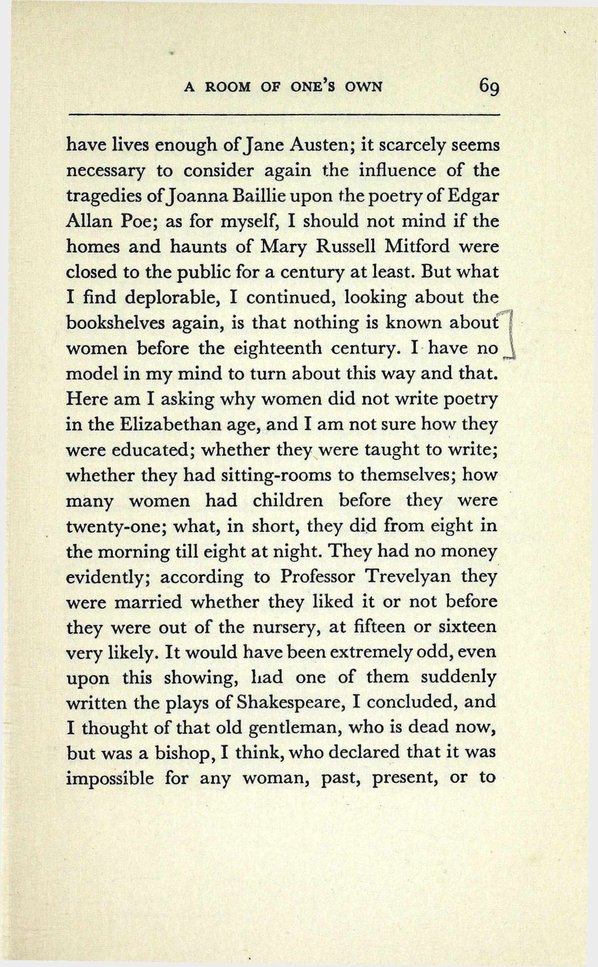 A ROOM OF ONE'S OWN 69
have lives enough of Jane Austen; it scarcely seems
necessary to consider again the influence of the
tragedies of Joanna Baillie upon the poetry of Edgar
Allan Poe; as for myself, I should not mind if the
homes and haunts of Mary Russell Mitford were
closed to the public for a century at least. But what
I find deplorable, I continued, looking about the
bookshelves again, is that nothing is known about
women before the eighteenth century. I have no
model in my mind to turn about this way and that.
Here am I asking why women did not write poetry
in the Elizabethan age, and I am not sure how they
were educated; whether they were taught to write;
whether they had sitting-rooms to themselves; how
many women had children before they were
twenty-one; what, in short, they did from eight in
the morning till eight at night. They had no money
evidently; according to Professor Trevelyan they
were married whether they liked it or not before
they were out of the nursery, at fifteen or sixteen
very likely. It would have been extremely odd, even
upon this showing, had one of them suddenly
written the plays of Shakespeare, I concluded, and
I thought of that old gentleman, who is dead now,
but was a bishop, I think, who declared that it was
impossible for any woman, past, present, or to